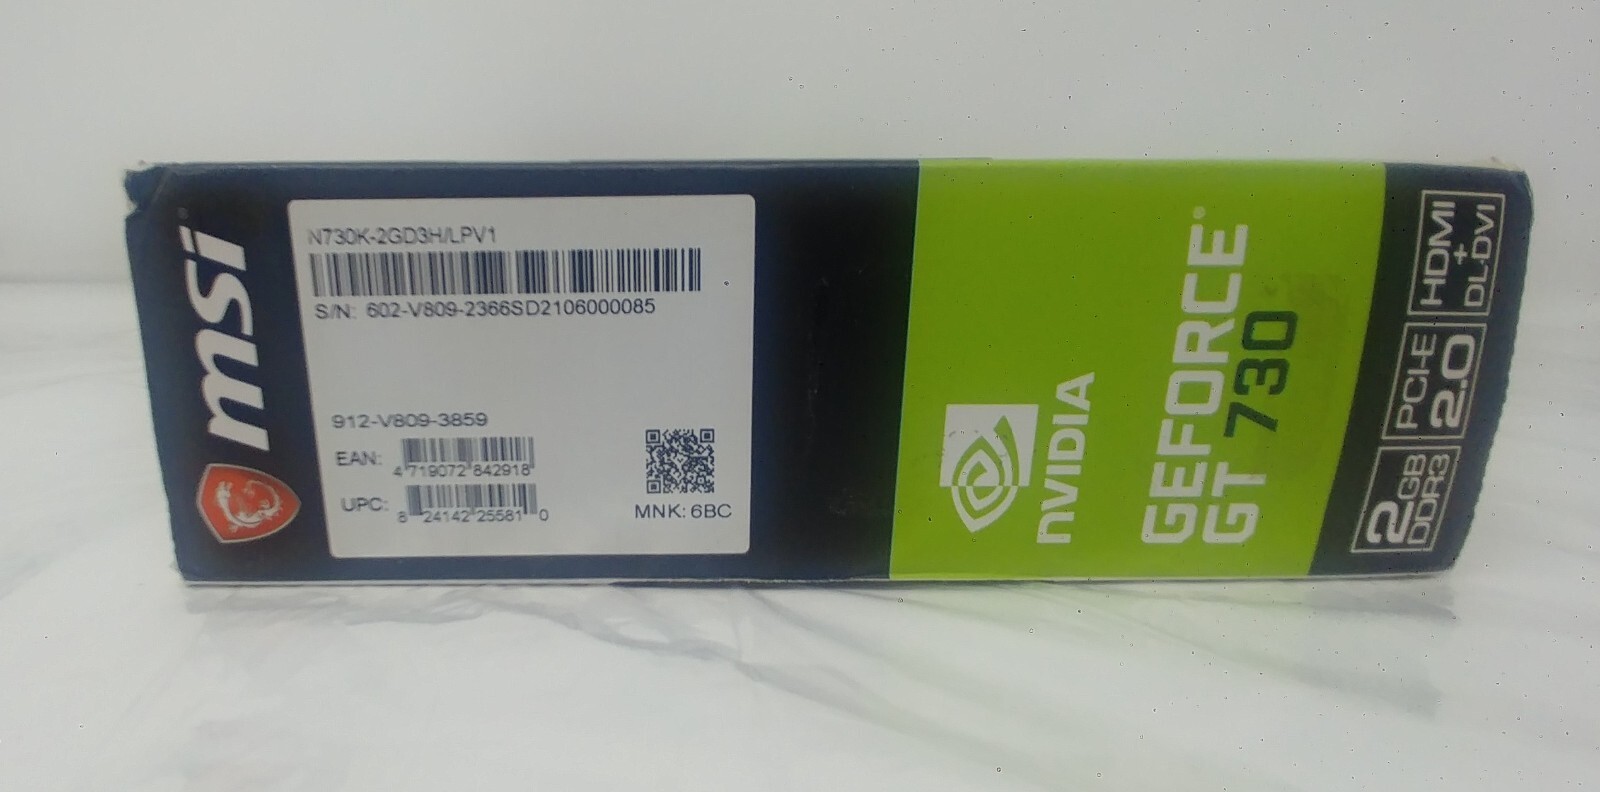 msi
N730K-2GD3H/LPV1
S/N: 602-V809-2366SD2106000085
912-V809-3859
EAN:
4 719072 842918
UPC:
8 24142 25581 0
MNK: 6BC
NVIDIA
GEFORCE
GT 730
2GB
DDR3
PCI-E
2.0
HDMI
+
DL-DVI